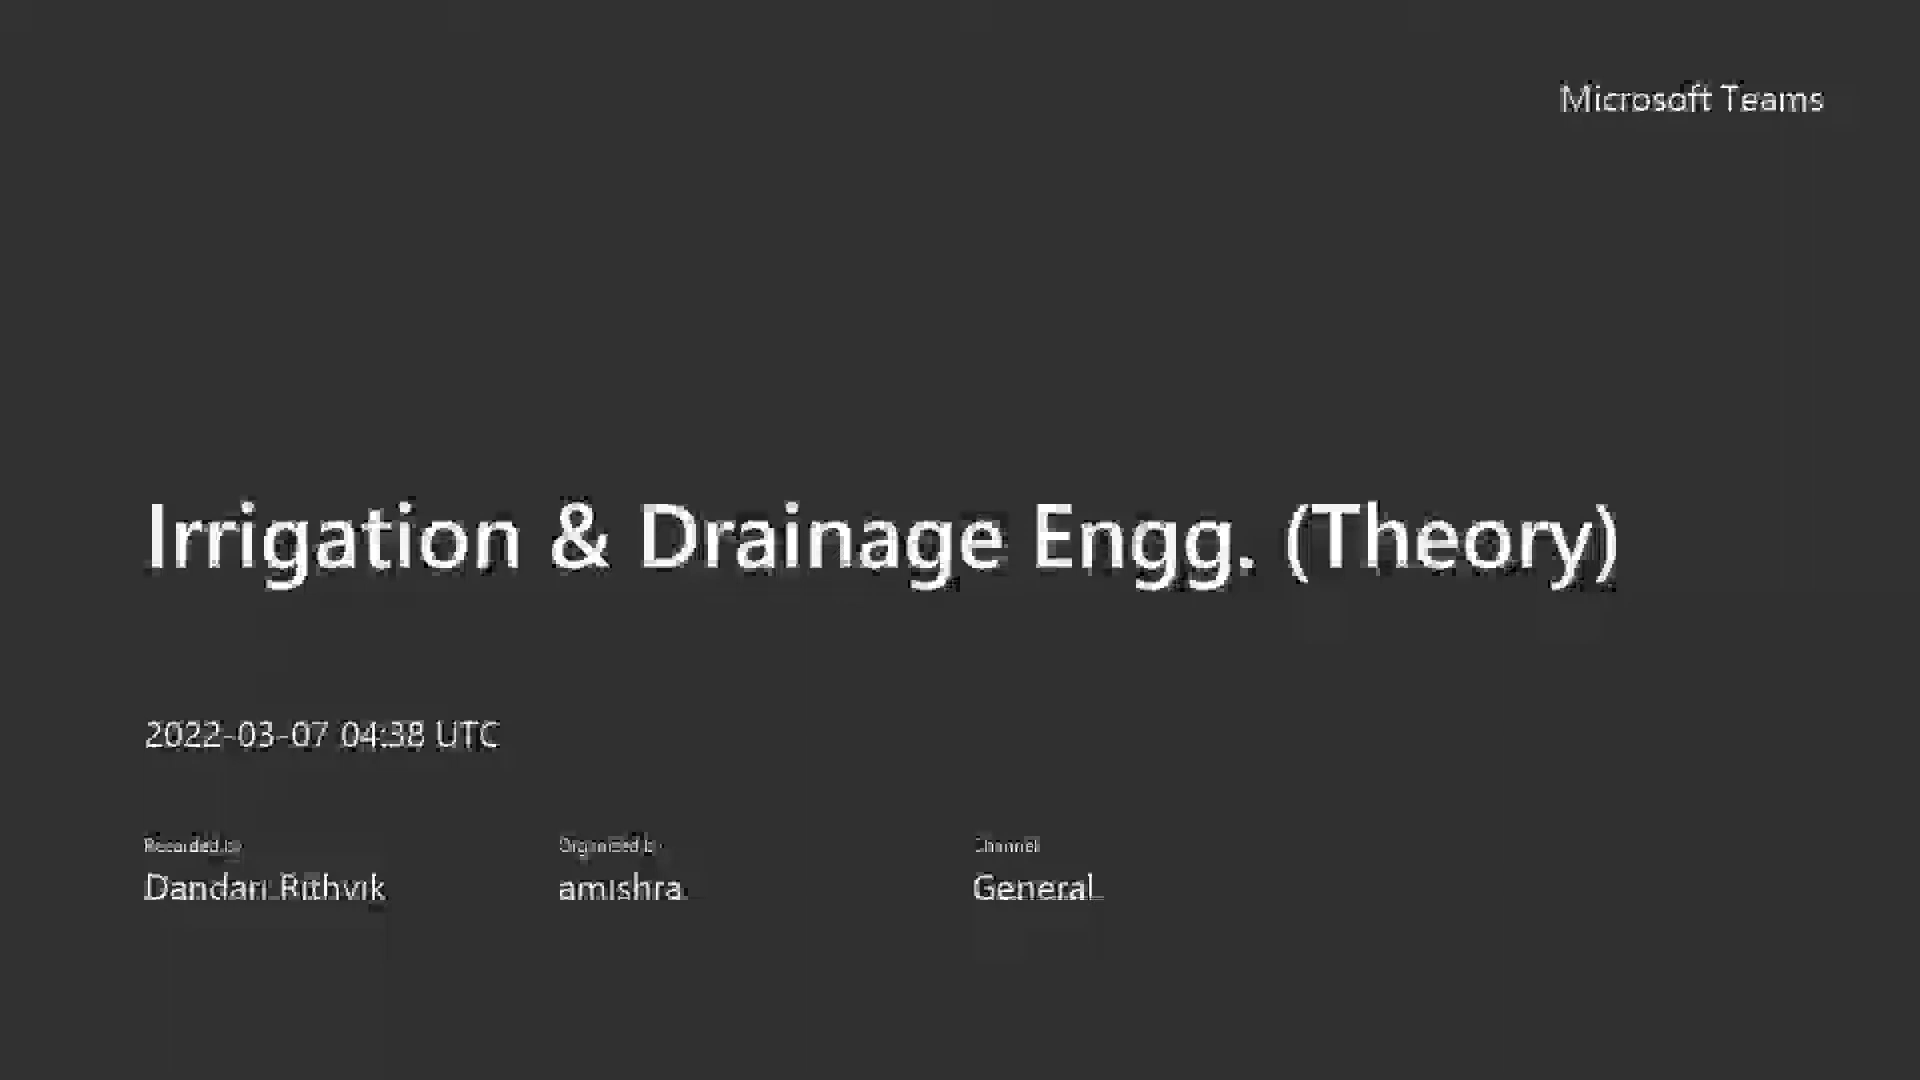 Microsoft Teams
Irrigation & Drainage Engg. (Theory)
2022-03-07 04:38 UTC
Recorded by
Organized by
Channel
Dandari Rithvik
amishra
General